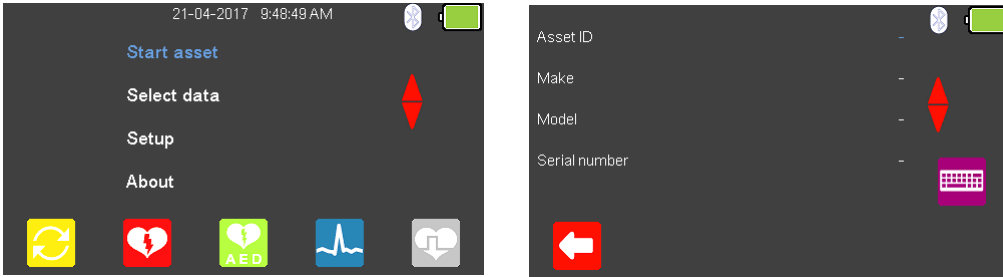 21-04-2017 9:48:49 AM
Start asset
Select data
Setup
About
AED
Asset ID -
Make -
Model -
Serial number -